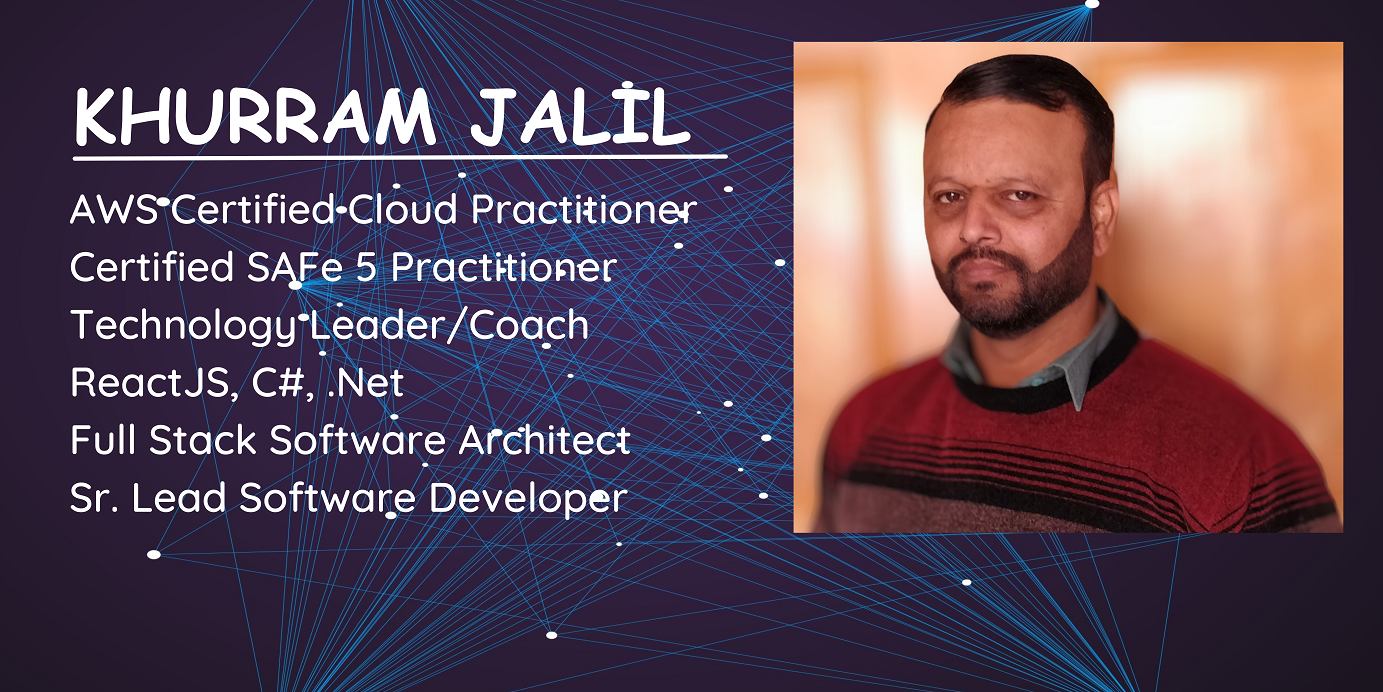 KHURRAM JALIL
AWS Certified Cloud Practitioner
Certified SAFe 5 Practitioner
Technology Leader/Coach
ReactJS, C#, .Net
Full Stack Software Architect
Sr. Lead Software Developer